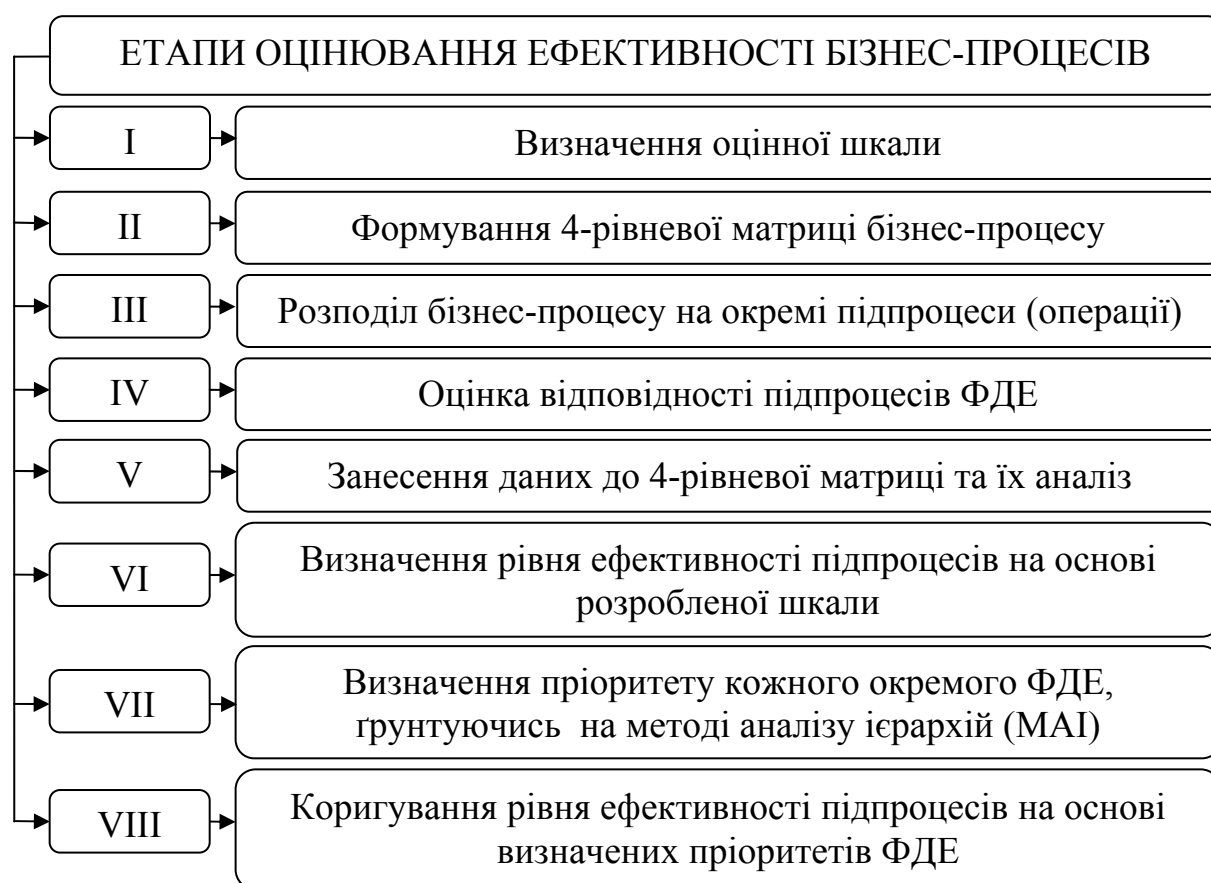 ЕТАПИ ОЦІНЮВАННЯ ЕФЕКТИВНОСТІ БІЗНЕС-ПРОЦЕСІВ
I
Визначення оцінної шкали
II
Формування 4-рівневої матриці бізнес-процесу
III
Розподіл бізнес-процесу на окремі підпроцеси (операції)
IV
Оцінка відповідності підпроцесів ФДЕ
V
Занесення даних до 4-рівневої матриці та їх аналіз
VI
Визначення рівня ефективності підпроцесів на основі
розробленої шкали
VII
Визначення пріоритету кожного окремого ФДЕ,
ґрунтуючись на методі аналізу ієрархій (МАІ)
VIII
Коригування рівня ефективності підпроцесів на основі
визначених пріоритетів ФДЕ